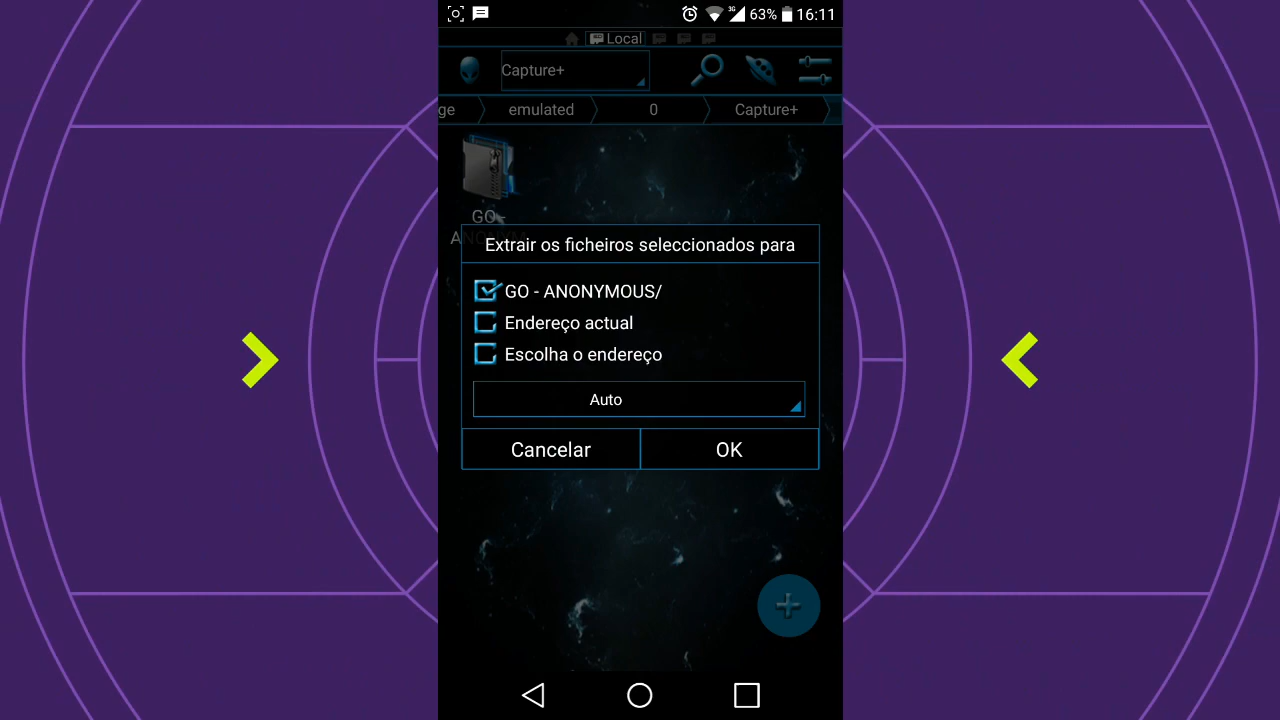 3G 63% 16:11
Local
Capture+
ge emulated 0 Capture+
GO -
Extrair os ficheiros seleccionados para
GO - ANONYMOUS/
Endereço actual
Escolha o endereço
Auto
Cancelar OK